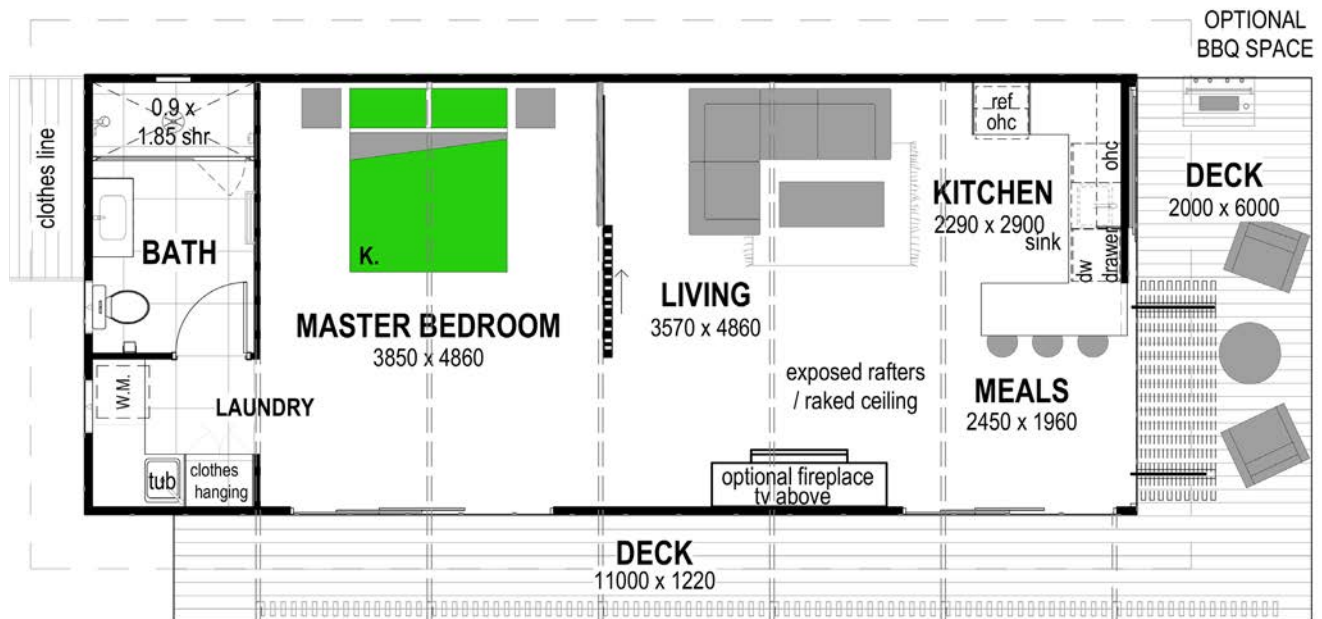 OPTIONAL
BBQ SPACE
clothes line
0.9 x
1.85 shr
BATH
K.
MASTER BEDROOM
3850 x 4860
W.M.
LAUNDRY
tub
clothes
hanging
LIVING
3570 x 4860
exposed rafters
/ raked ceiling
optional fireplace
tv above
ref
ohc
ohc
KITCHEN
2290 x 2900
sink
dw
drawer
MEALS
2450 x 1960
DECK
2000 x 6000
DECK
11000 x 1220